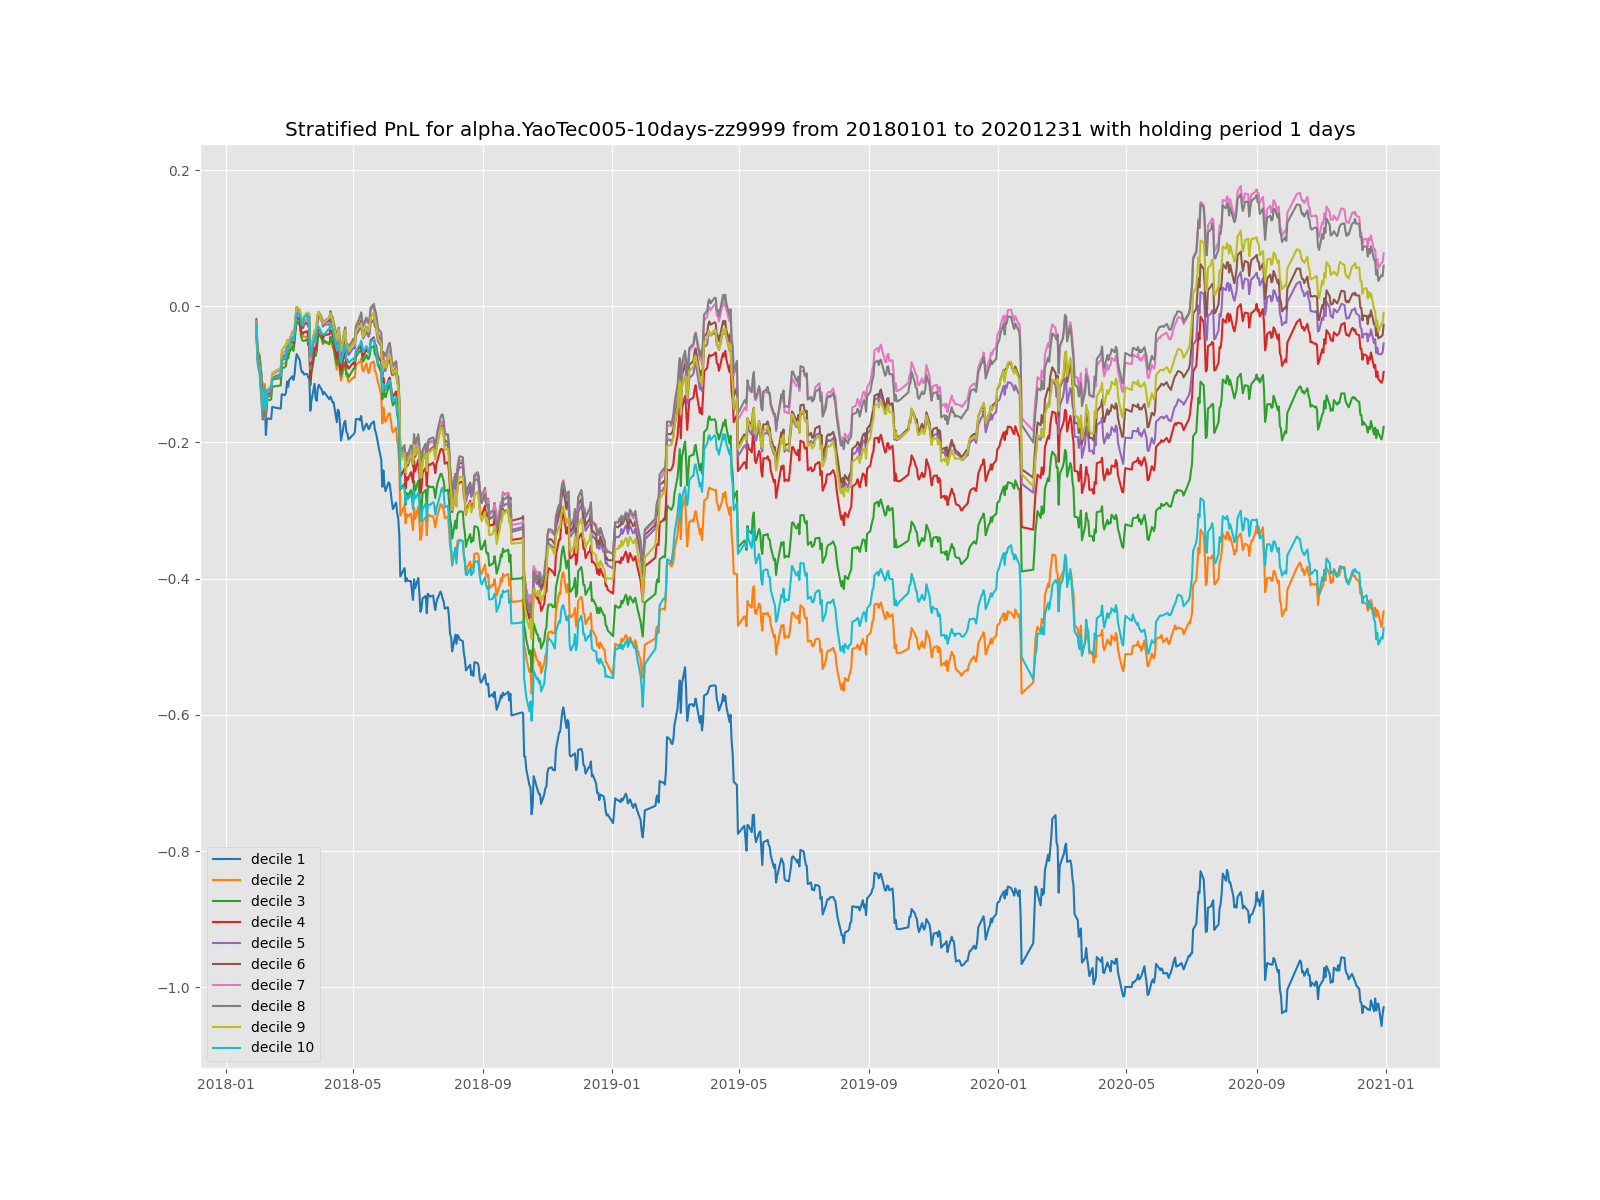 Stratified PnL for alpha.YaoTec005-10days-zz9999 from 20180101 to 20201231 with holding period 1 days
0.2
0.0
−0.2
−0.4
−0.6
−0.8
−1.0
decile 1
decile 2
decile 3
decile 4
decile 5
decile 6
decile 7
decile 8
decile 9
decile 10
2018-01 2018-05 2018-09 2019-01 2019-05 2019-09 2020-01 2020-05 2020-09 2021-01